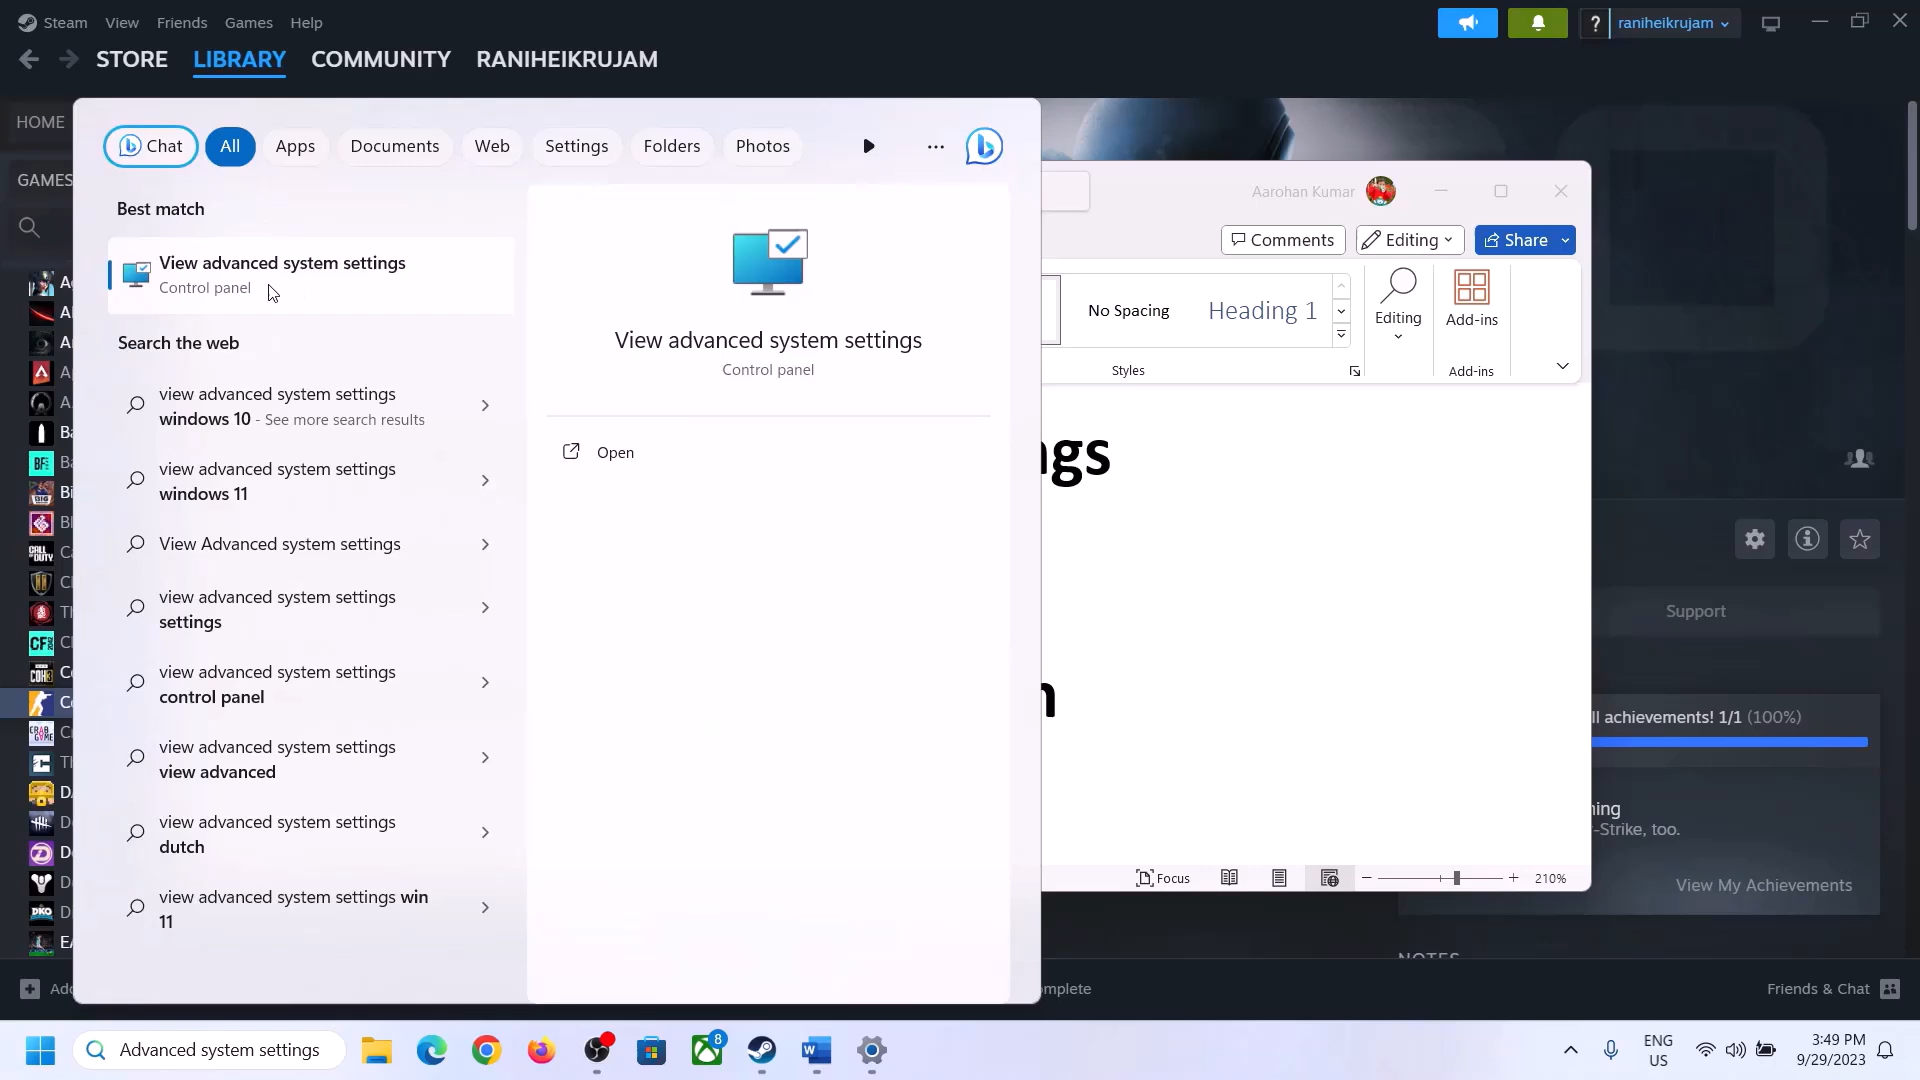 Steam View Friends Games Help
raniheikrujam
STORE LIBRARY COMMUNITY RANIHEIKRUJAM
HOME
GAMES
Chat All Apps Documents Web Settings Folders Photos
Best match
View advanced system settings
Control panel
Search the web
view advanced system settings
windows 10 - See more search results
view advanced system settings
windows 11
View Advanced system settings
view advanced system settings
settings
view advanced system settings
control panel
view advanced system settings
view advanced
view advanced system settings
dutch
view advanced system settings win
11
View advanced system settings
Control panel
Open
Aarohan Kumar
Comments Editing Share
No Spacing Heading 1
Editing
Add-ins
Styles
Add-ins
ngs
n
Focus
210%
Support
ll achievements! 1/1 (100%)
ning
-Strike, too.
View My Achievements
Add
mplete
Friends & Chat
Advanced system settings
8
ENG
US
3:49 PM
9/29/2023